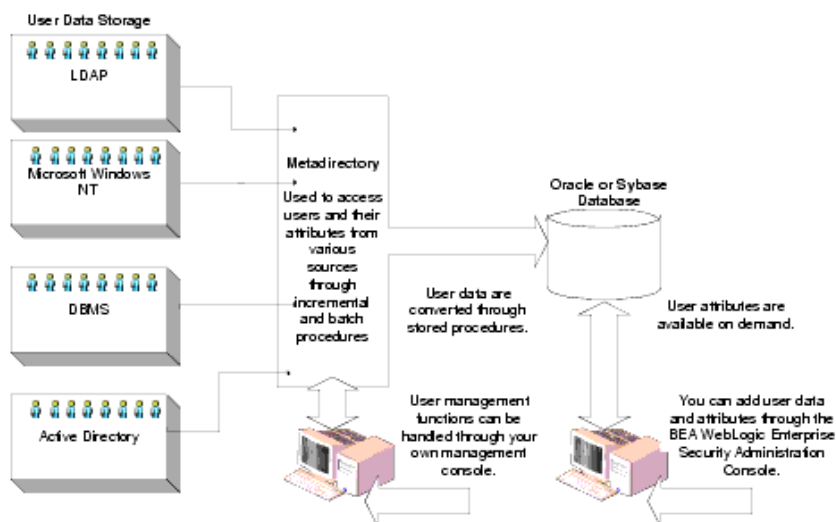 User Data Storage
LDAP
Microsoft Windows
NT
DBMS
Active Directory
Metadirectory
Used to access
users and their
attributes from
various
sources
through
incremental
and batch
procedures
User data are
converted through
stored procedures.
Oracle or Sybase
Database
User attributes are
available on demand.
User management
functions can be
handled through your
own management
console.
You can add user data
and attributes through the
BEA WebLogic Enterprise
Security Administration
Console.